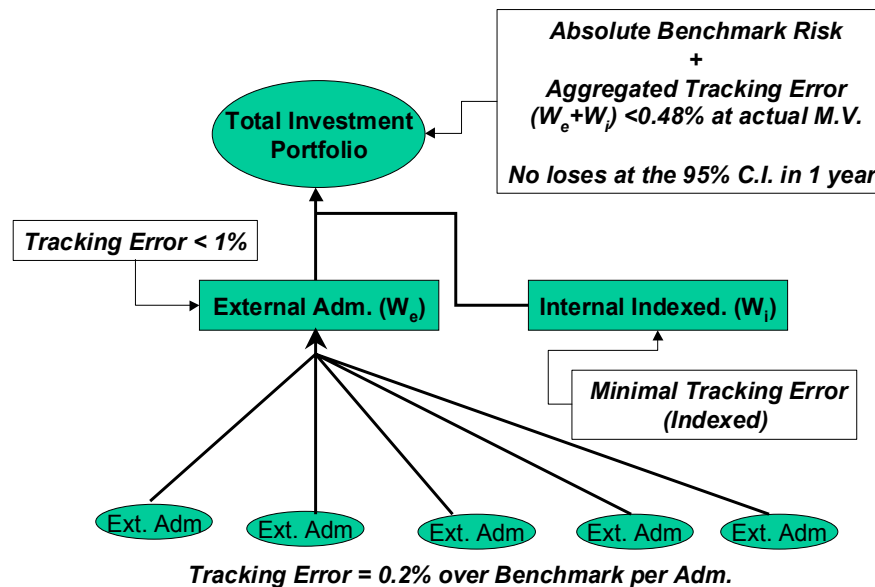 Absolute Benchmark Risk
+
Aggregated Tracking Error
(We+Wi) <0.48% at actual M.V.
No loses at the 95% C.I. in 1 year
Total Investment
Portfolio
Tracking Error < 1%
External Adm. (We)
Internal Indexed. (Wi)
Minimal Tracking Error
(Indexed)
Ext. Adm
Ext. Adm
Ext. Adm
Ext. Adm
Ext. Adm
Tracking Error = 0.2% over Benchmark per Adm.